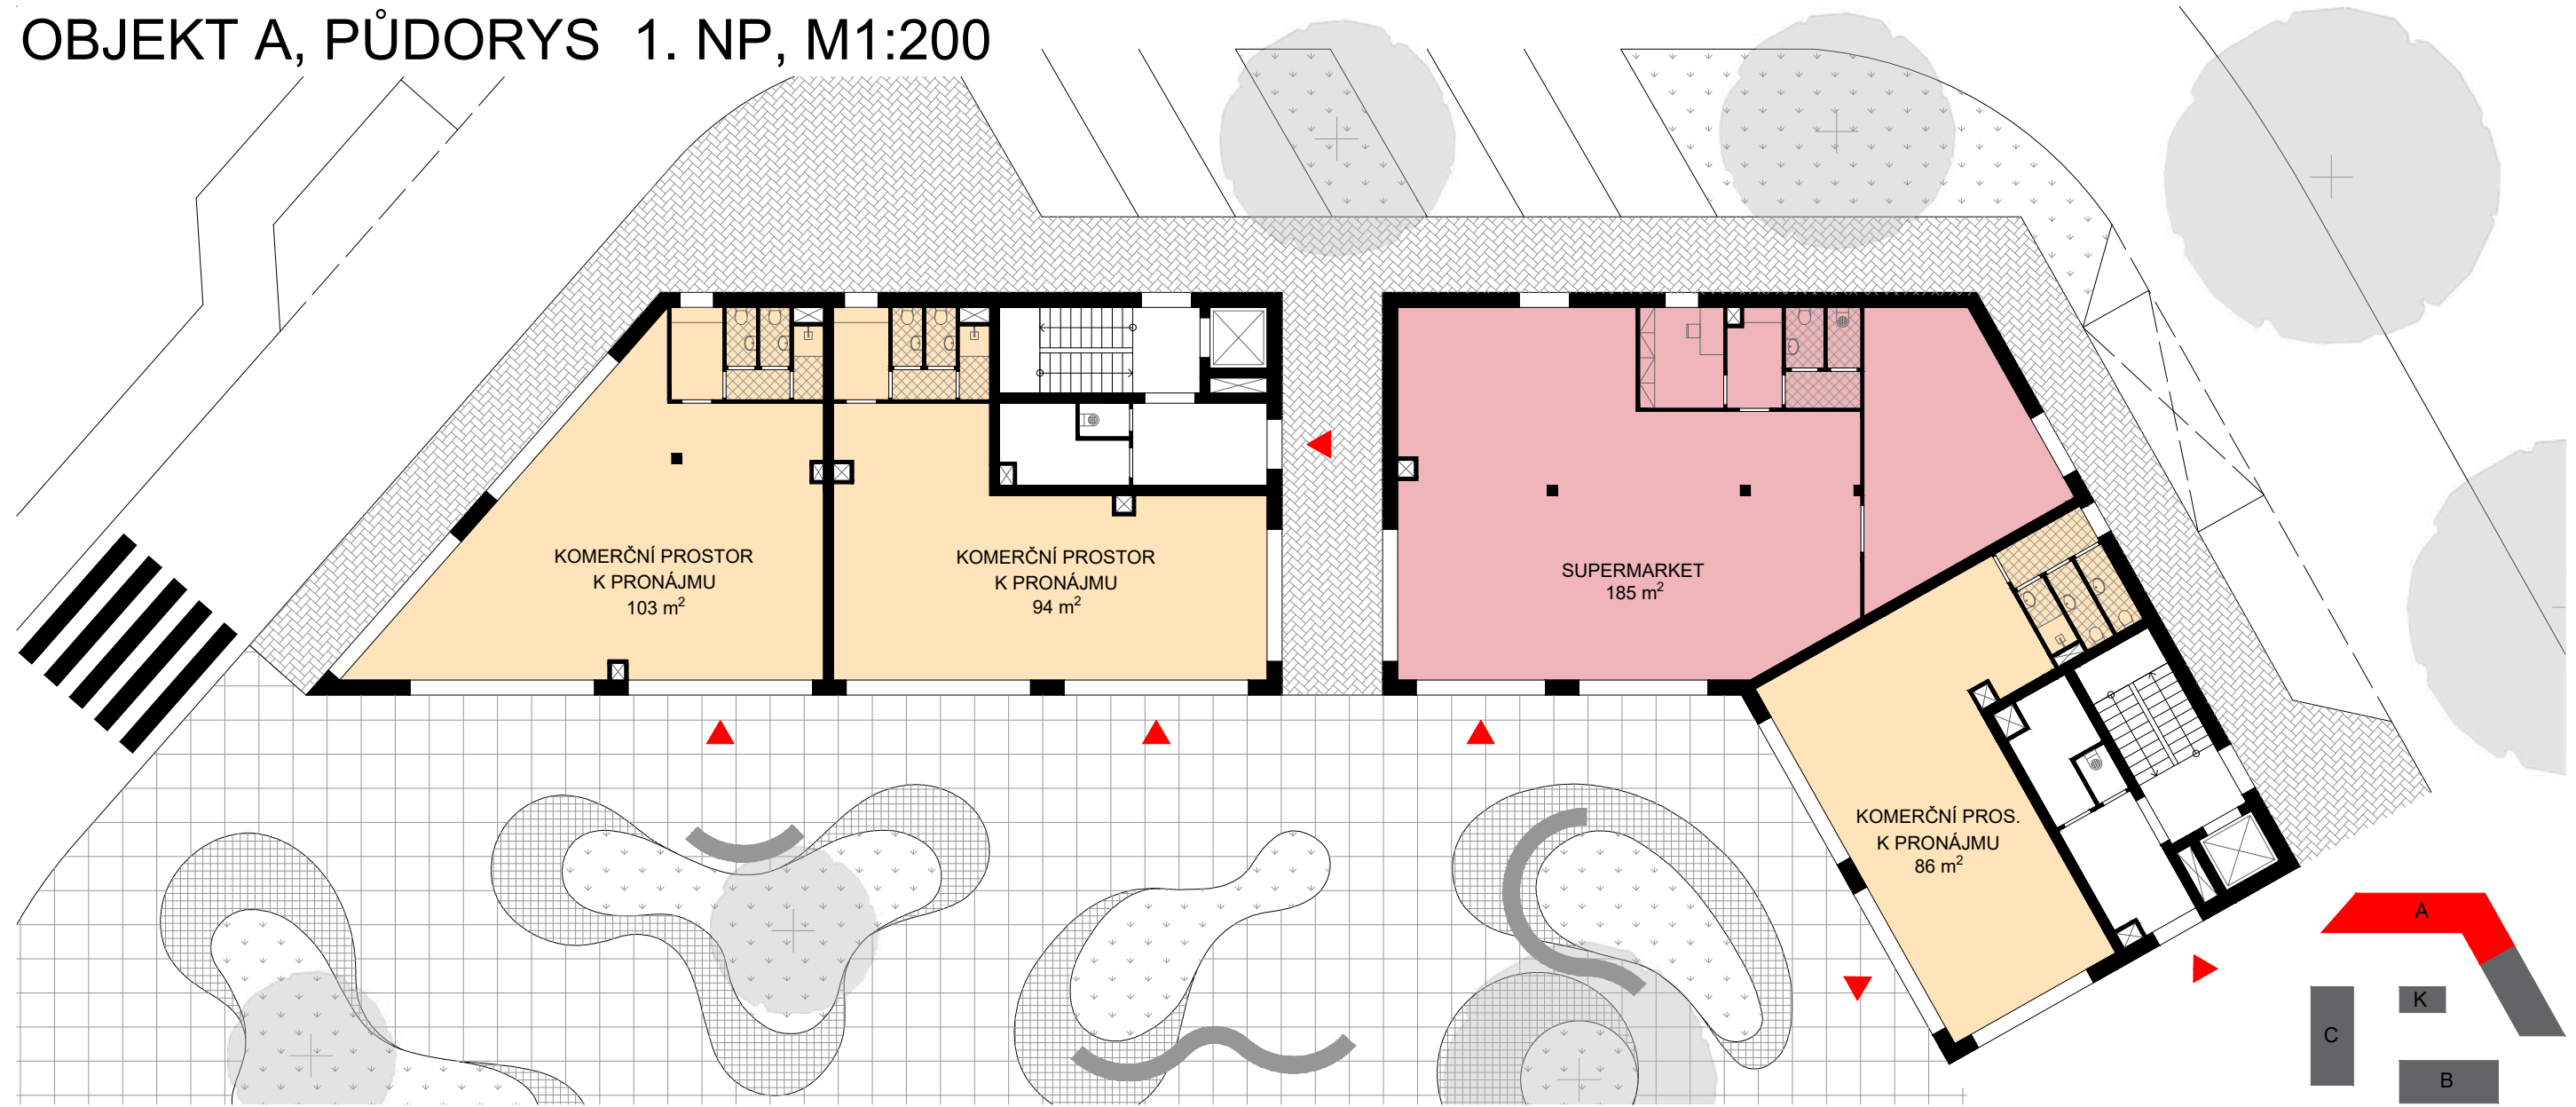 OBJEKT A, PŮDORYS 1. NP, M1:200
KOMERČNÍ PROSTOR
K PRONÁJMU
103 m²
KOMERČNÍ PROSTOR
K PRONÁJMU
94 m²
SUPERMARKET
185 m²
KOMERČNÍ PROS.
K PRONÁJMU
86 m²
A
K
C
B